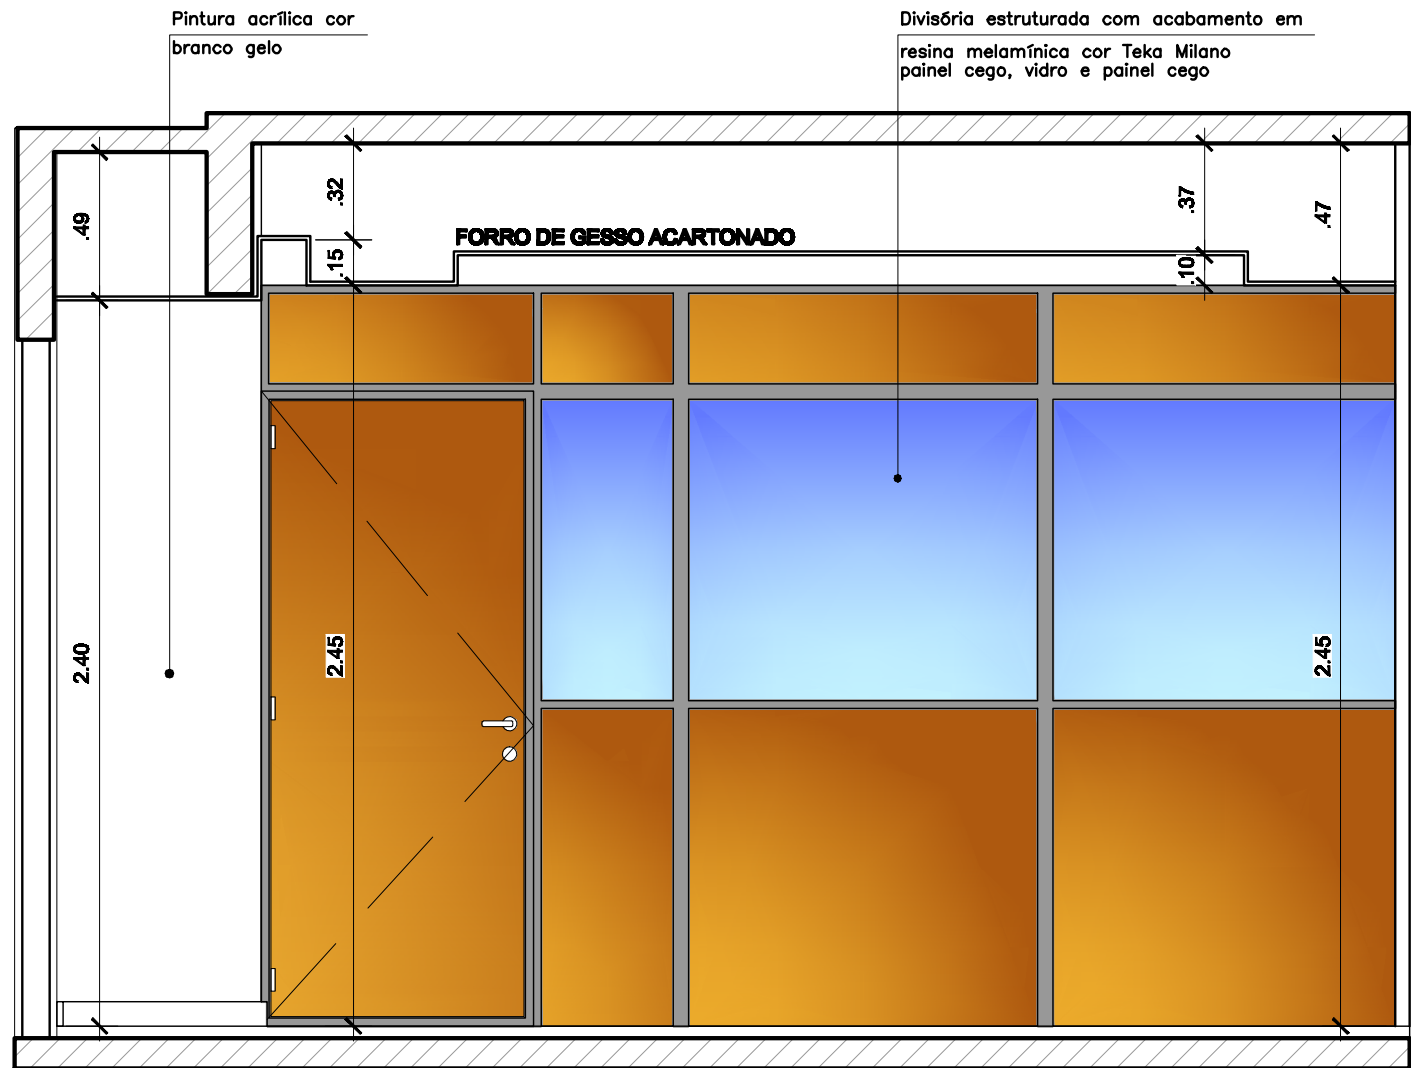 Pintura acrílica cor
branco gelo
Divisória estruturada com acabamento em
resina melamínica cor Teka Milano
painel cego, vidro e painel cego
.49
.32
.15
FORRO DE GESSO ACARTONADO
.37
.10
.47
2.40
2.45
2.45